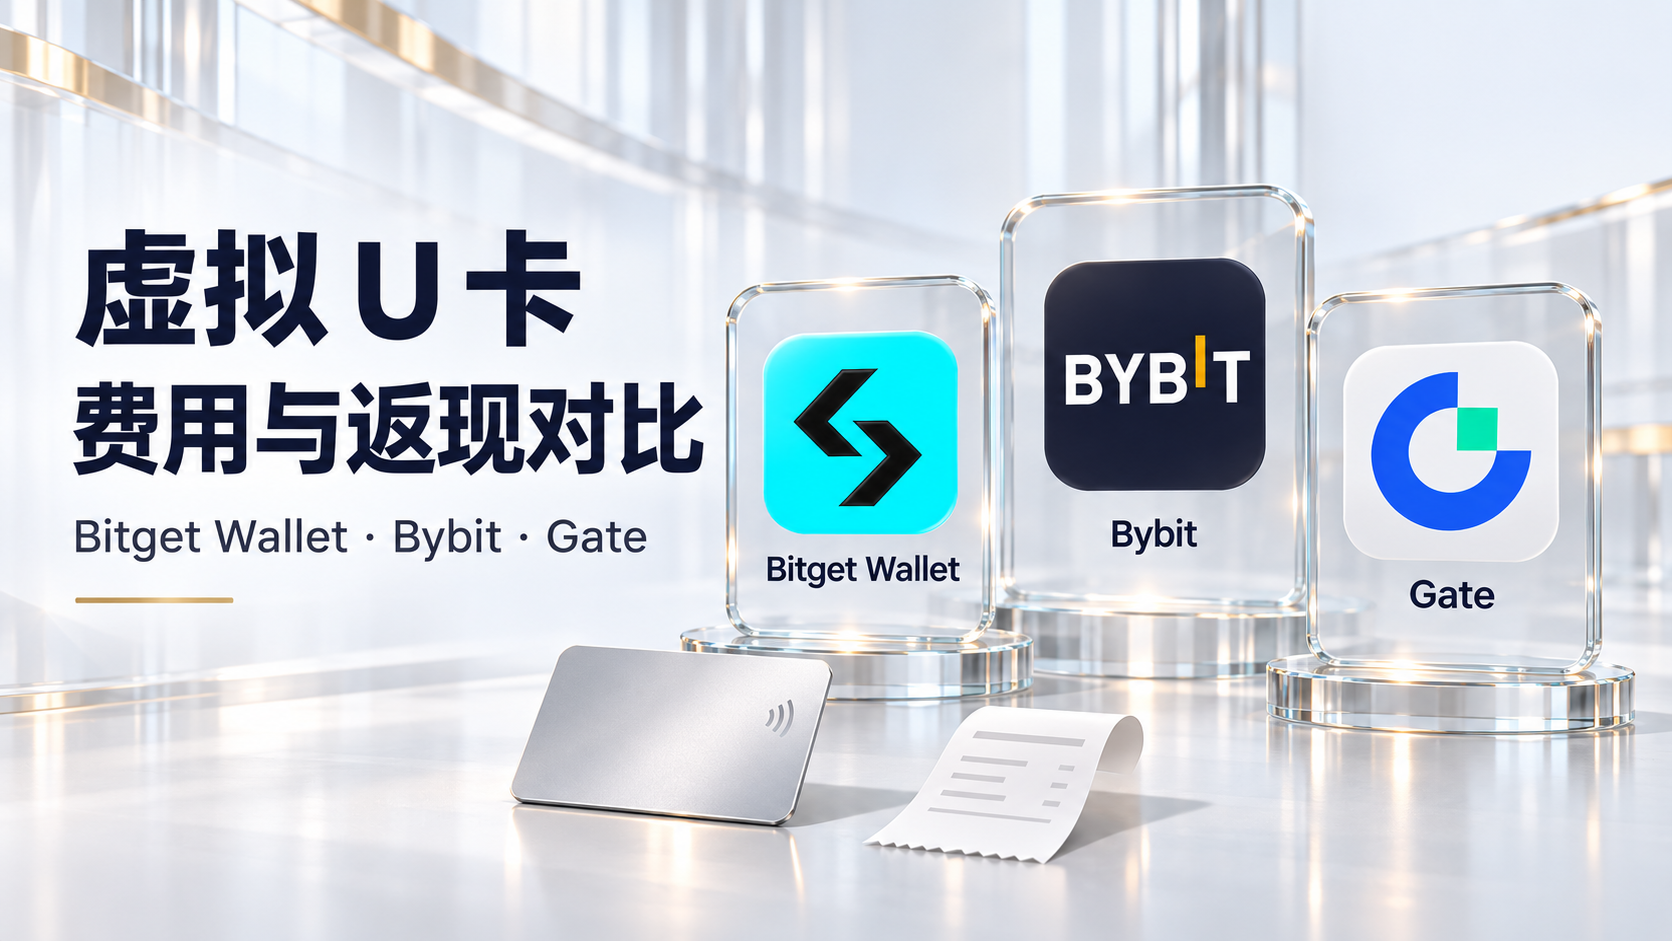 虚拟 U 卡
费用与返现对比
Bitget Wallet · Bybit · Gate
Bitget Wallet
BYBIT
Bybit
Gate